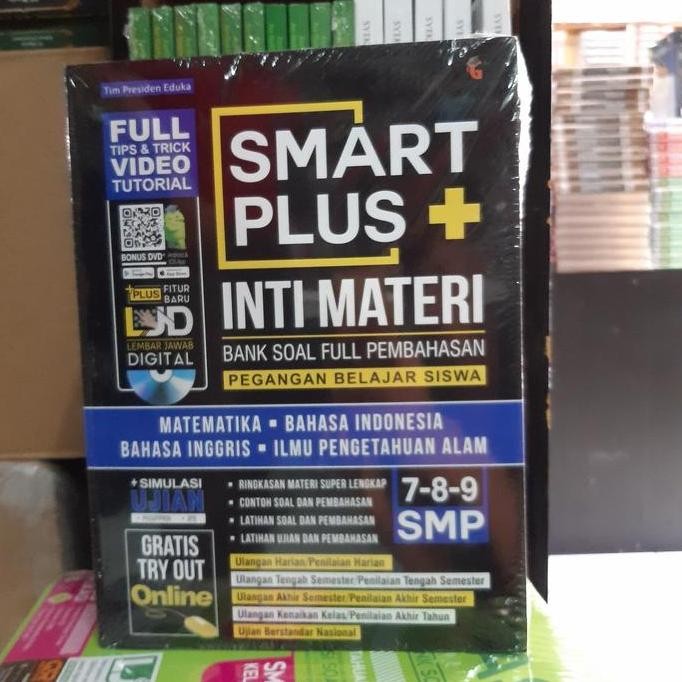 Tim Presiden Eduka
FULL
TIPS & TRICK
VIDEO
TUTORIAL
BONUS DVD+
PLUS FITUR
BARU
LJD
LEMBAR JAWAB
DIGITAL
SMART
PLUS +
INTI MATERI
BANK SOAL FULL PEMBAHASAN
PEGANGAN BELAJAR SISWA
MATEMATIKA ▪ BAHASA INDONESIA
BAHASA INGGRIS ▪ ILMU PENGETAHUAN ALAM
+ SIMULASI
UJIAN
GRATIS
TRY OUT
Online
• RINGKASAN MATERI SUPER LENGKAP
• CONTOH SOAL DAN PEMBAHASAN
• LATIHAN SOAL DAN PEMBAHASAN
• LATIHAN UJIAN DAN PEMBAHASAN
7-8-9
SMP
Ulangan Harian/Penilaian Harian
Ulangan Tengah Semester/Penilaian Tengah Semester
Ulangan Akhir Semester/Penilaian Akhir Semester
Ulangan Kenaikan Kelas/Penilaian Akhir Tahun
Ujian Berstandar Nasional